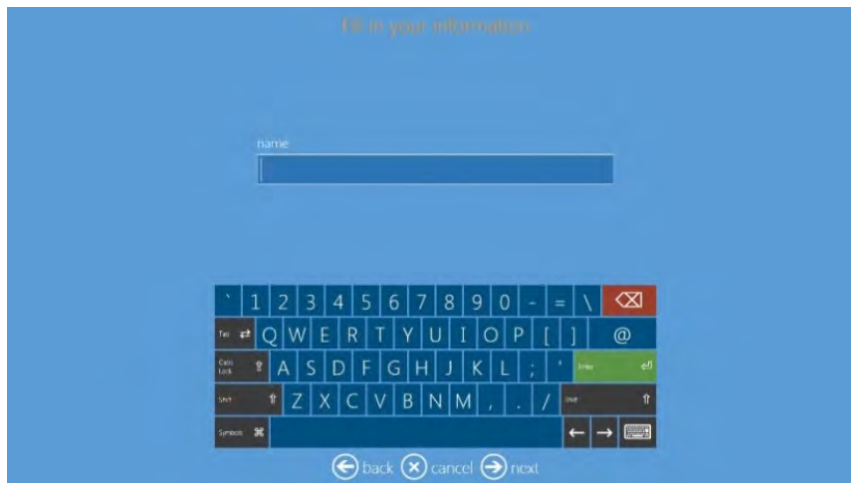 Fill in your information
name
` 1 2 3 4 5 6 7 8 9 0 - = \
Tab Q W E R T Y U I O P [ ] @
Caps Lock A S D F G H J K L ; ' Enter
Shift Z X C V B N M , . / Shift
Symbols
back cancel next